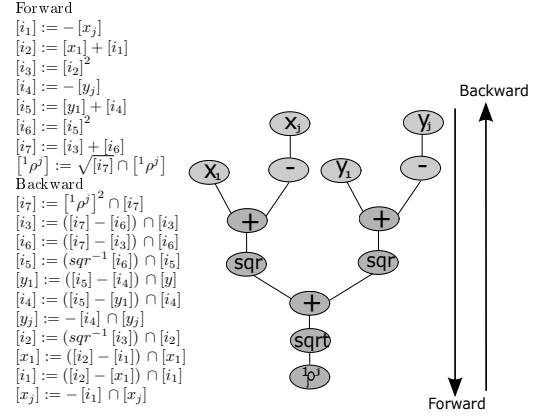 Forward
[i₁] := − [xⱼ]
[i₂] := [x₁] + [i₁]
[i₃] := [i₂]²
[i₄] := − [yⱼ]
[i₅] := [y₁] + [i₄]
[i₆] := [i₅]²
[i₇] := [i₃] + [i₆]
[¹ρʲ] := √[i₇] ∩ [¹ρʲ]
Backward
[i₇] := [¹ρʲ]² ∩ [i₇]
[i₃] := ([i₇] − [i₆]) ∩ [i₃]
[i₆] := ([i₇] − [i₃]) ∩ [i₆]
[i₅] := (sqr⁻¹ [i₆]) ∩ [i₅]
[y₁] := ([i₅] − [i₄]) ∩ [y]
[i₄] := ([i₅] − [y₁]) ∩ [i₄]
[yⱼ] := − [i₄] ∩ [yⱼ]
[i₂] := (sqr⁻¹ [i₃]) ∩ [i₂]
[x₁] := ([i₂] − [i₁]) ∩ [x₁]
[i₁] := ([i₂] − [x₁]) ∩ [i₁]
[xⱼ] := − [i₁] ∩ [xⱼ]
xⱼ yⱼ
x₁ - y₁ -
+ +
sqr sqr
+
sqrt
¹ρʲ
Backward
Forward